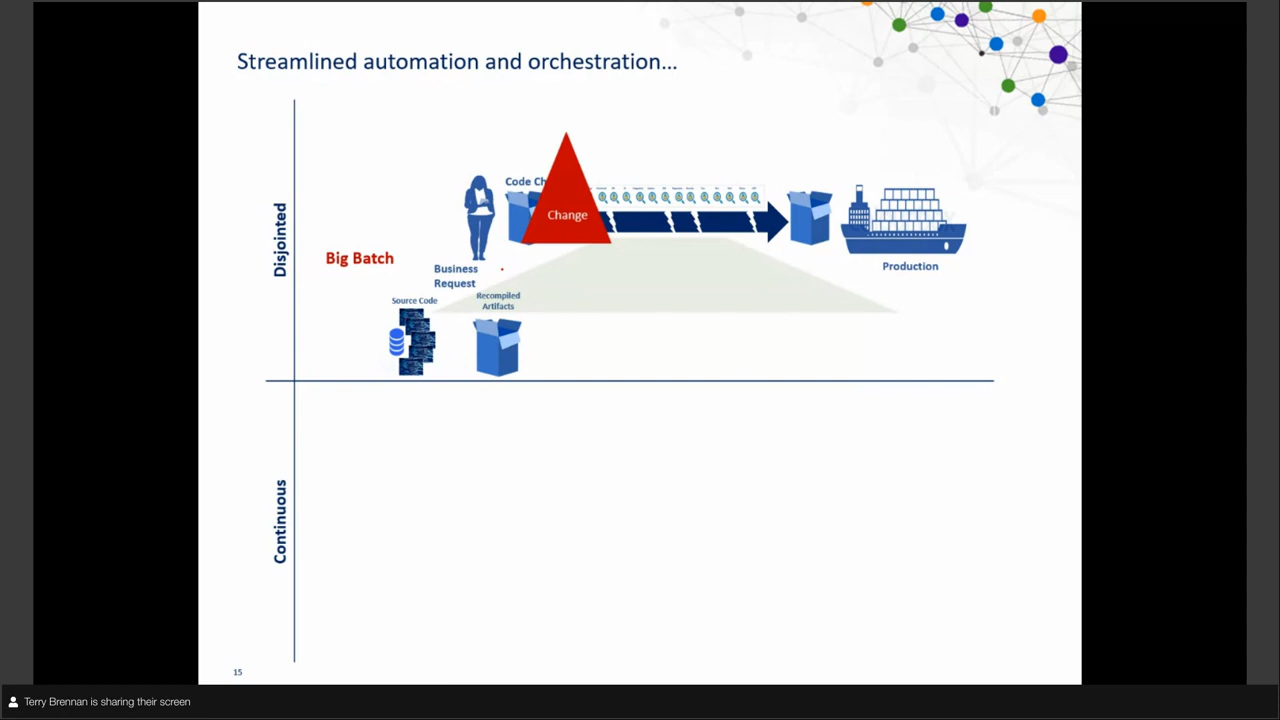 Streamlined automation and orchestration...
Disjointed
Code Ch
Change
Big Batch
Business
Request
Production
Source Code
Recompiled
Artifacts
Continuous
15
Terry Brennan is sharing their screen